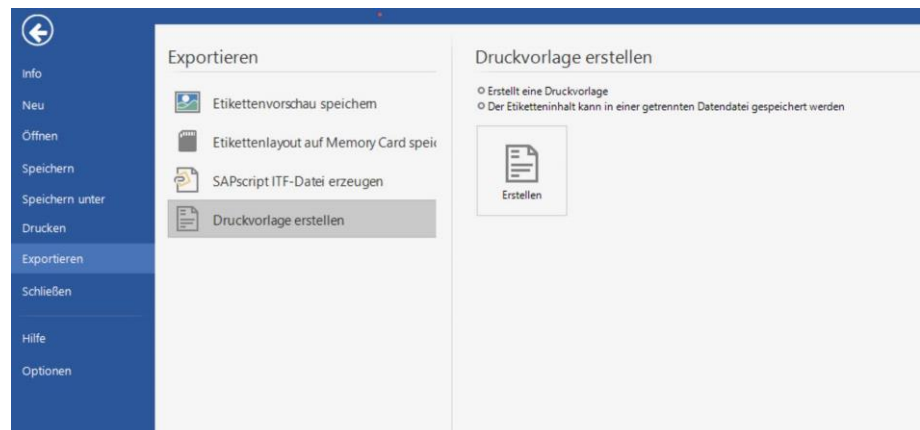 Info
Neu
Öffnen
Speichern
Speichern unter
Drucken
Exportieren
Schließen
Hilfe
Optionen
Exportieren
Etikettenvorschau speichern
Etikettenlayout auf Memory Card speic
SAPscript ITF-Datei erzeugen
Druckvorlage erstellen
Druckvorlage erstellen
Erstellt eine Druckvorlage
Der Etiketteninhalt kann in einer getrennten Datendatei gespeichert werden
Erstellen